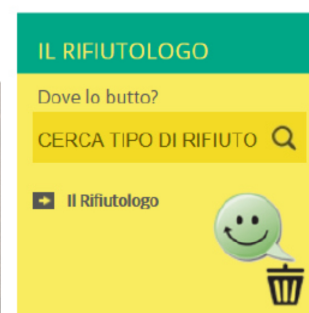 IL RIFIUTOLOGO
Dove lo butto?
CERCA TIPO DI RIFIUTO
Il Rifiutologo